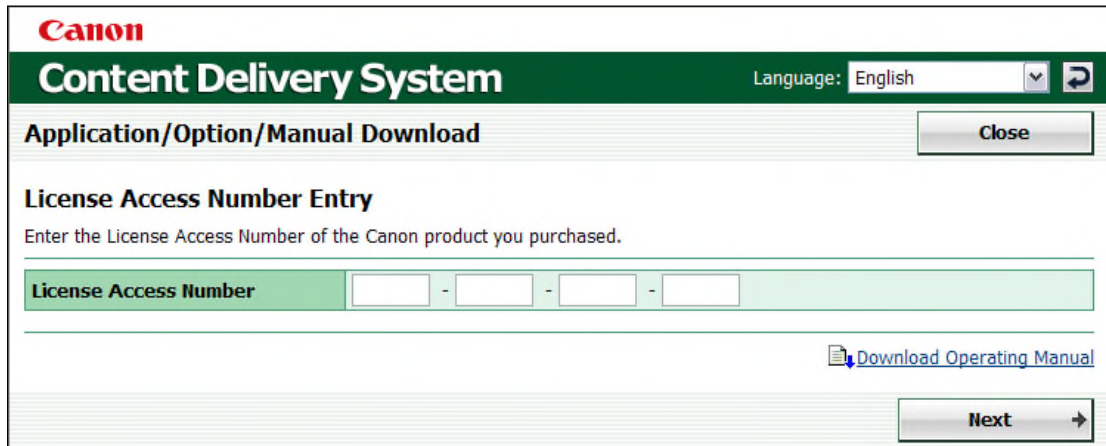 Canon
Content Delivery System
Language: English
Application/Option/Manual Download
Close
License Access Number Entry
Enter the License Access Number of the Canon product you purchased.
License Access Number - - -
Download Operating Manual
Next